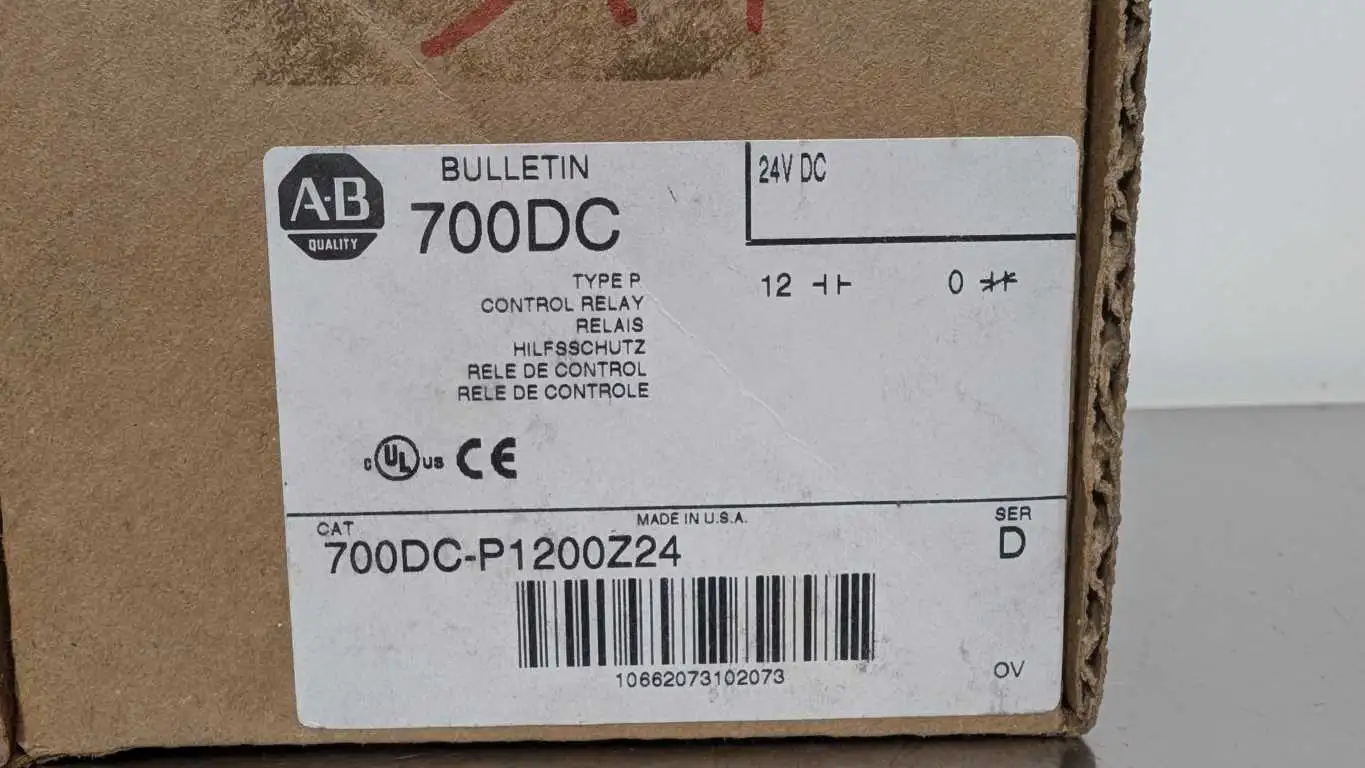 A-B
QUALITY
BULLETIN
700DC
24V DC
TYPE P
CONTROL RELAY
RELAIS
HILFSSCHUTZ
RELE DE CONTROL
RELE DE CONTROLE
12
0
C UL US CE
MADE IN U.S.A.
CAT
700DC-P1200Z24
SER
D
10662073102073
OV